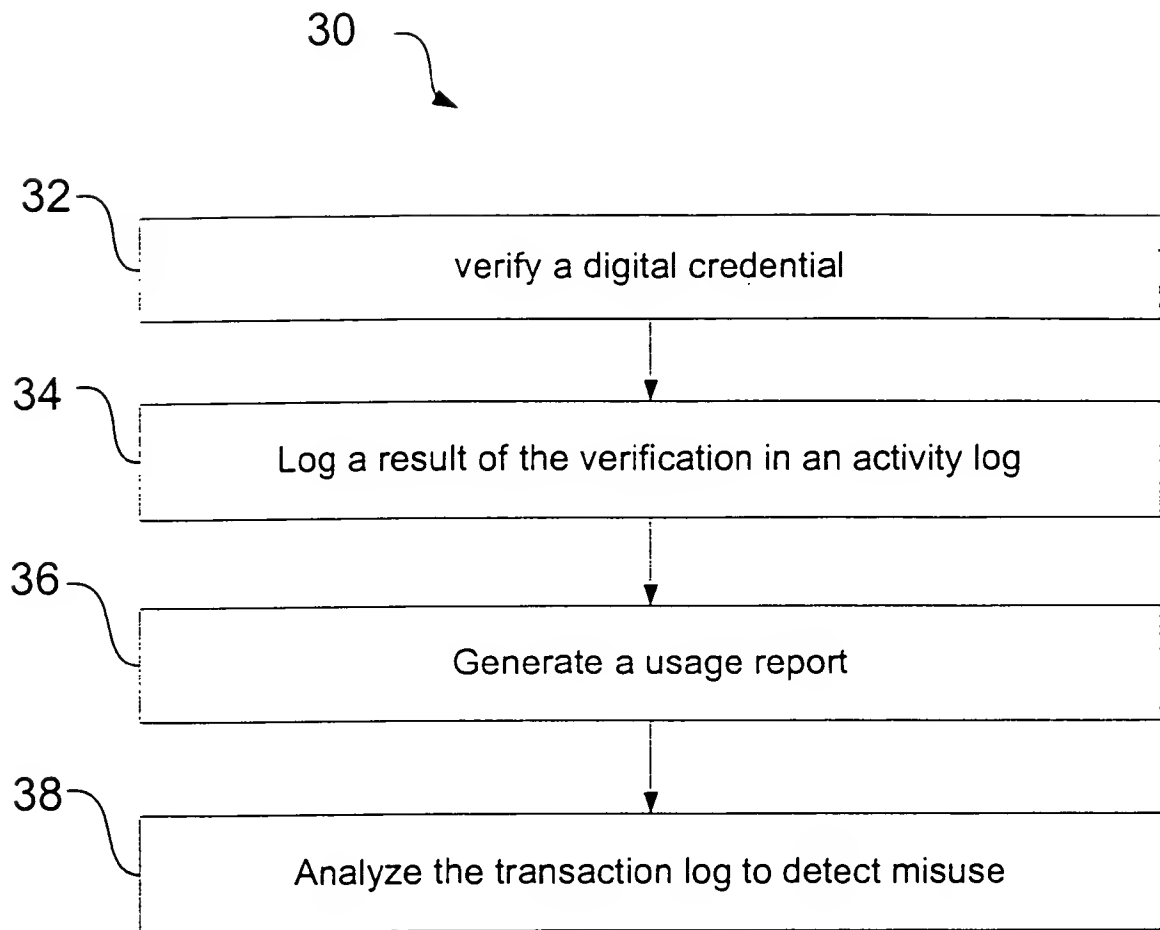 30
32
verify a digital credential
34
Log a result of the verification in an activity log
36
Generate a usage report
38
Analyze the transaction log to detect misuse